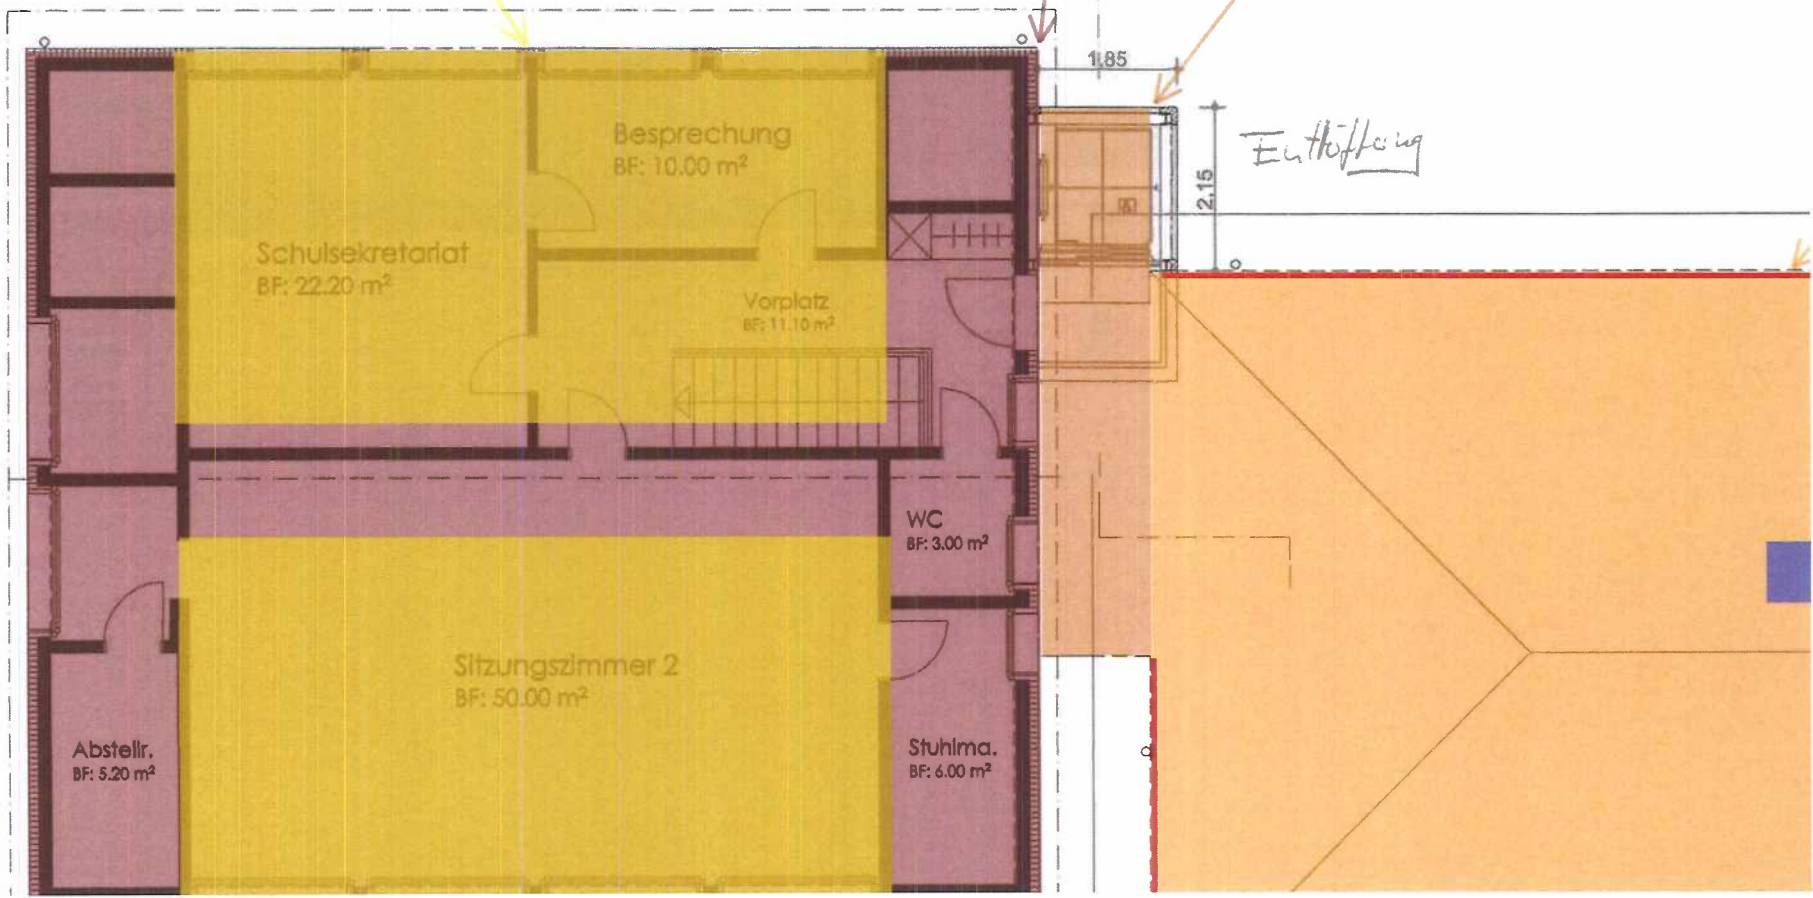 1.85
Entlüftung
2.15
Besprechung
BF: 10.00 m²
Schulsekretariat
BF: 22.20 m²
Vorplatz
BF: 11.10 m²
WC
BF: 3.00 m²
Sitzungszimmer 2
BF: 50.00 m²
Abstellr.
BF: 5.20 m²
Stuhlma.
BF: 6.00 m²